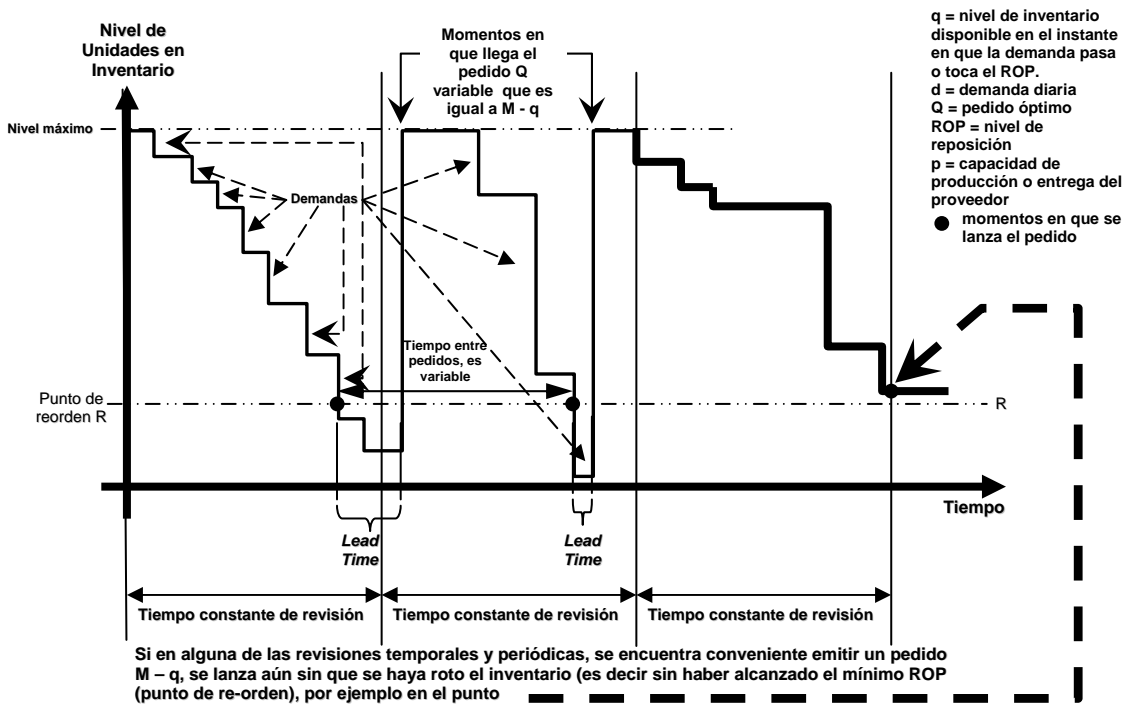 Nivel de
Unidades en
Inventario
Momentos en
que llega el
pedido Q
variable que es
igual a M - q
q = nivel de inventario
disponible en el instante
en que la demanda pasa
o toca el ROP.
d = demanda diaria
Q = pedido óptimo
ROP = nivel de
reposición
p = capacidad de
producción o entrega del
proveedor
momentos en que se
lanza el pedido
Nivel máximo
Demandas
Tiempo entre
pedidos, es
variable
Punto de
reorden R
R
Tiempo
Lead
Time
Lead
Time
Tiempo constante de revisión
Tiempo constante de revisión
Tiempo constante de revisión
Si en alguna de las revisiones temporales y periódicas, se encuentra conveniente emitir un pedido
M – q, se lanza aún sin que se haya roto el inventario (es decir sin haber alcanzado el mínimo ROP
(punto de re-orden), por ejemplo en el punto